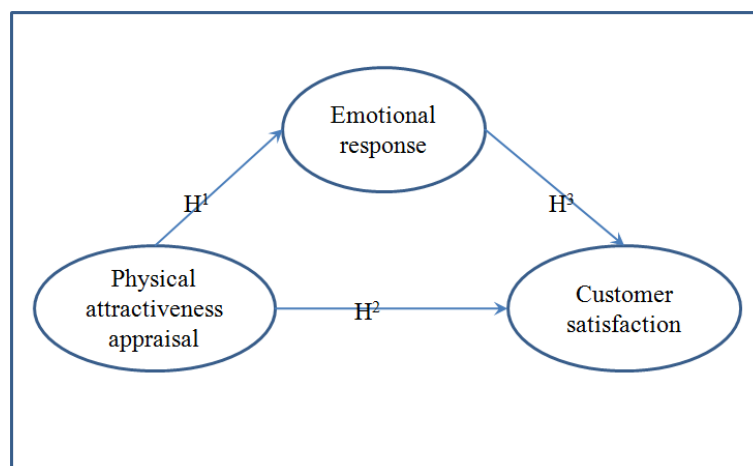 Emotional
response
H¹
H³
Physical
attractiveness
appraisal
H²
Customer
satisfaction